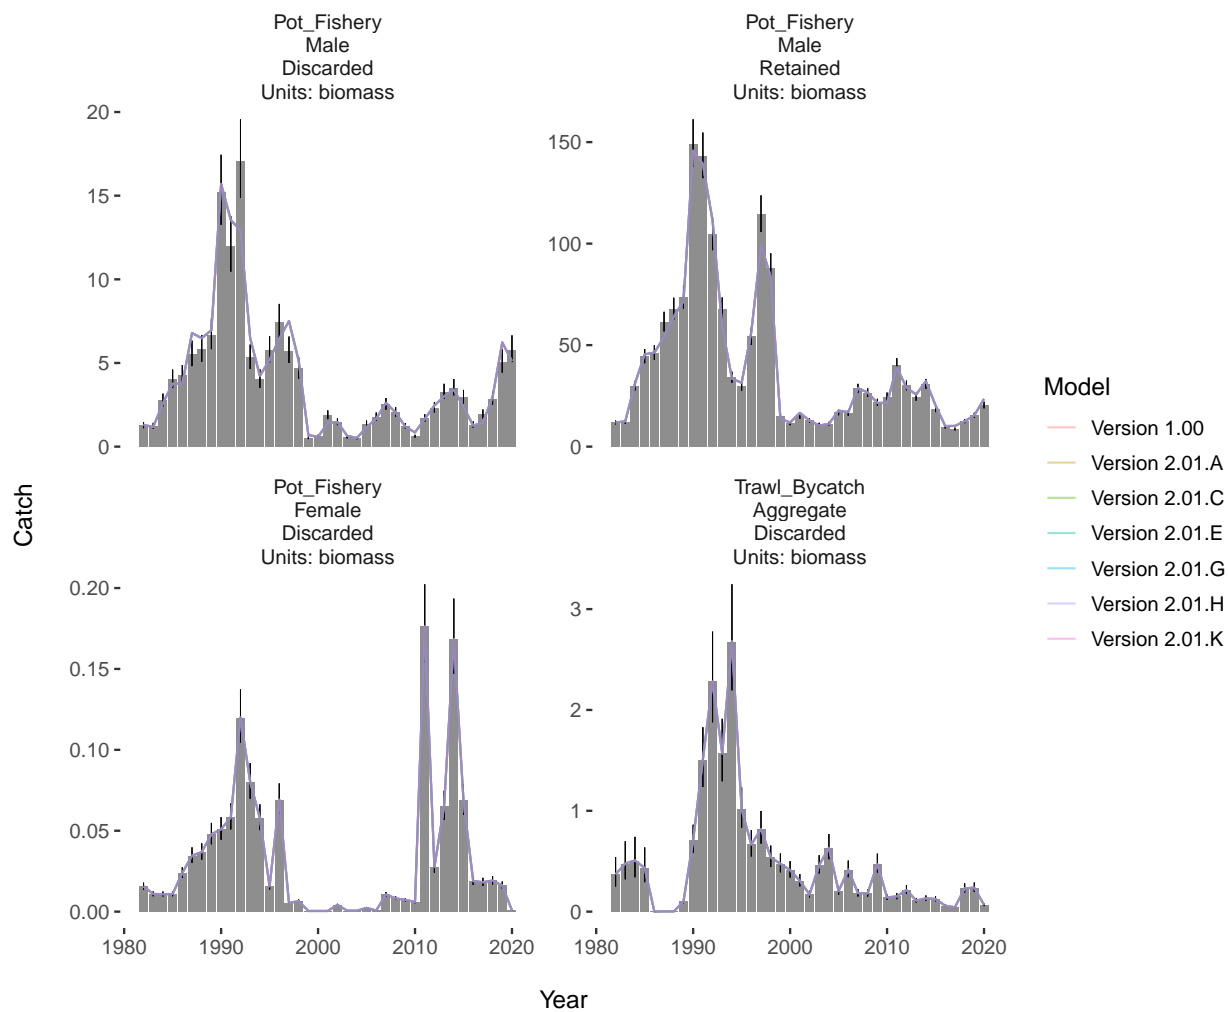 Pot_Fishery
Male
Discarded
Units: biomass
Pot_Fishery
Male
Retained
Units: biomass
20
15
10
5
0
150
100
50
0
Pot_Fishery
Female
Discarded
Units: biomass
Trawl_Bycatch
Aggregate
Discarded
Units: biomass
0.20
0.15
0.10
0.05
0.00
3
2
1
0
1980 1990 2000 2010 2020
1980 1990 2000 2010 2020
Catch
Year
Model
Version 1.00
Version 2.01.A
Version 2.01.C
Version 2.01.E
Version 2.01.G
Version 2.01.H
Version 2.01.K